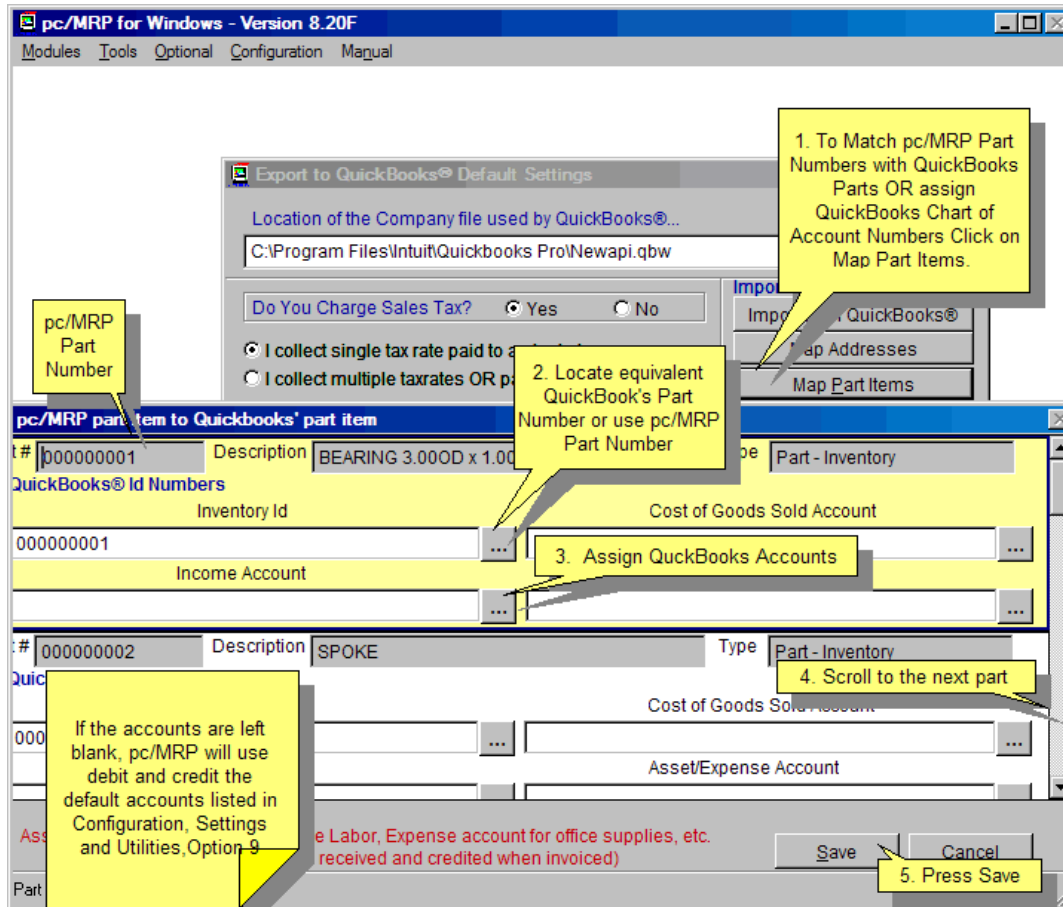 pc/MRP for Windows - Version 8.20F
Modules Tools Optional Configuration Manual
1. To Match pc/MRP Part
Numbers with QuickBooks
Parts OR assign
QuickBooks Chart of
Account Numbers Click on
Map Part Items.
Export to QuickBooks® Default Settings
Location of the Company file used by QuickBooks®...
C:\Program Files\Intuit\Quickbooks Pro\Newapi.qbw
Do You Charge Sales Tax? Yes No
QuickBooks®
I collect single tax rate paid to
Map Addresses
I collect multiple taxrates OR
Map Part Items
pc/MRP
Part
Number
2. Locate equivalent
QuickBook's Part
Number or use pc/MRP
Part Number
pc/MRP part item to Quickbooks' part item
# 000000001 Description BEARING 3.00OD x 1.00 Part - Inventory
QuickBooks® Id Numbers
Inventory Id Cost of Goods Sold Account
000000001 ... ...
3. Assign QuckBooks Accounts
Income Account
... ...
# 000000002 Description SPOKE Type Part - Inventory
4. Scroll to the next part
Cost of Goods Sold Account
... ...
Asset/Expense Account
If the accounts are left
blank, pc/MRP will use
debit and credit the
default accounts listed in
Configuration, Settings
and Utilities,Option 9
Labor, Expense account for office supplies, etc.
received and credited when invoiced)
Save Cancel
5. Press Save
Part